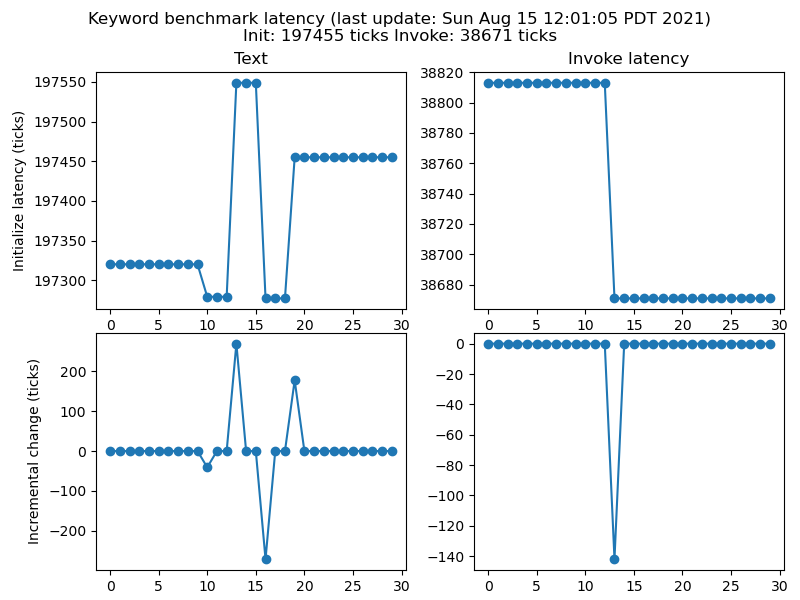 Keyword benchmark latency (last update: Sun Aug 15 12:01:05 PDT 2021)
Init: 197455 ticks Invoke: 38671 ticks
Text
Invoke latency
Initialize latency (ticks)
197550
197500
197450
197400
197350
197300
0 5 10 15 20 25 30
38820
38800
38780
38760
38740
38720
38700
38680
0 5 10 15 20 25 30
Incremental change (ticks)
200
100
0
−100
−200
0 5 10 15 20 25 30
0
−20
−40
−60
−80
−100
−120
−140
0 5 10 15 20 25 30